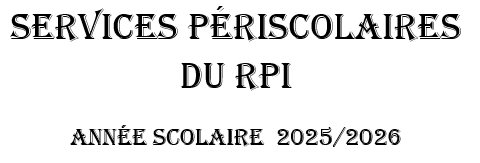 SERVICES PÉRISCOLAIRES
DU RPI
ANNÉE SCOLAIRE 2025/2026